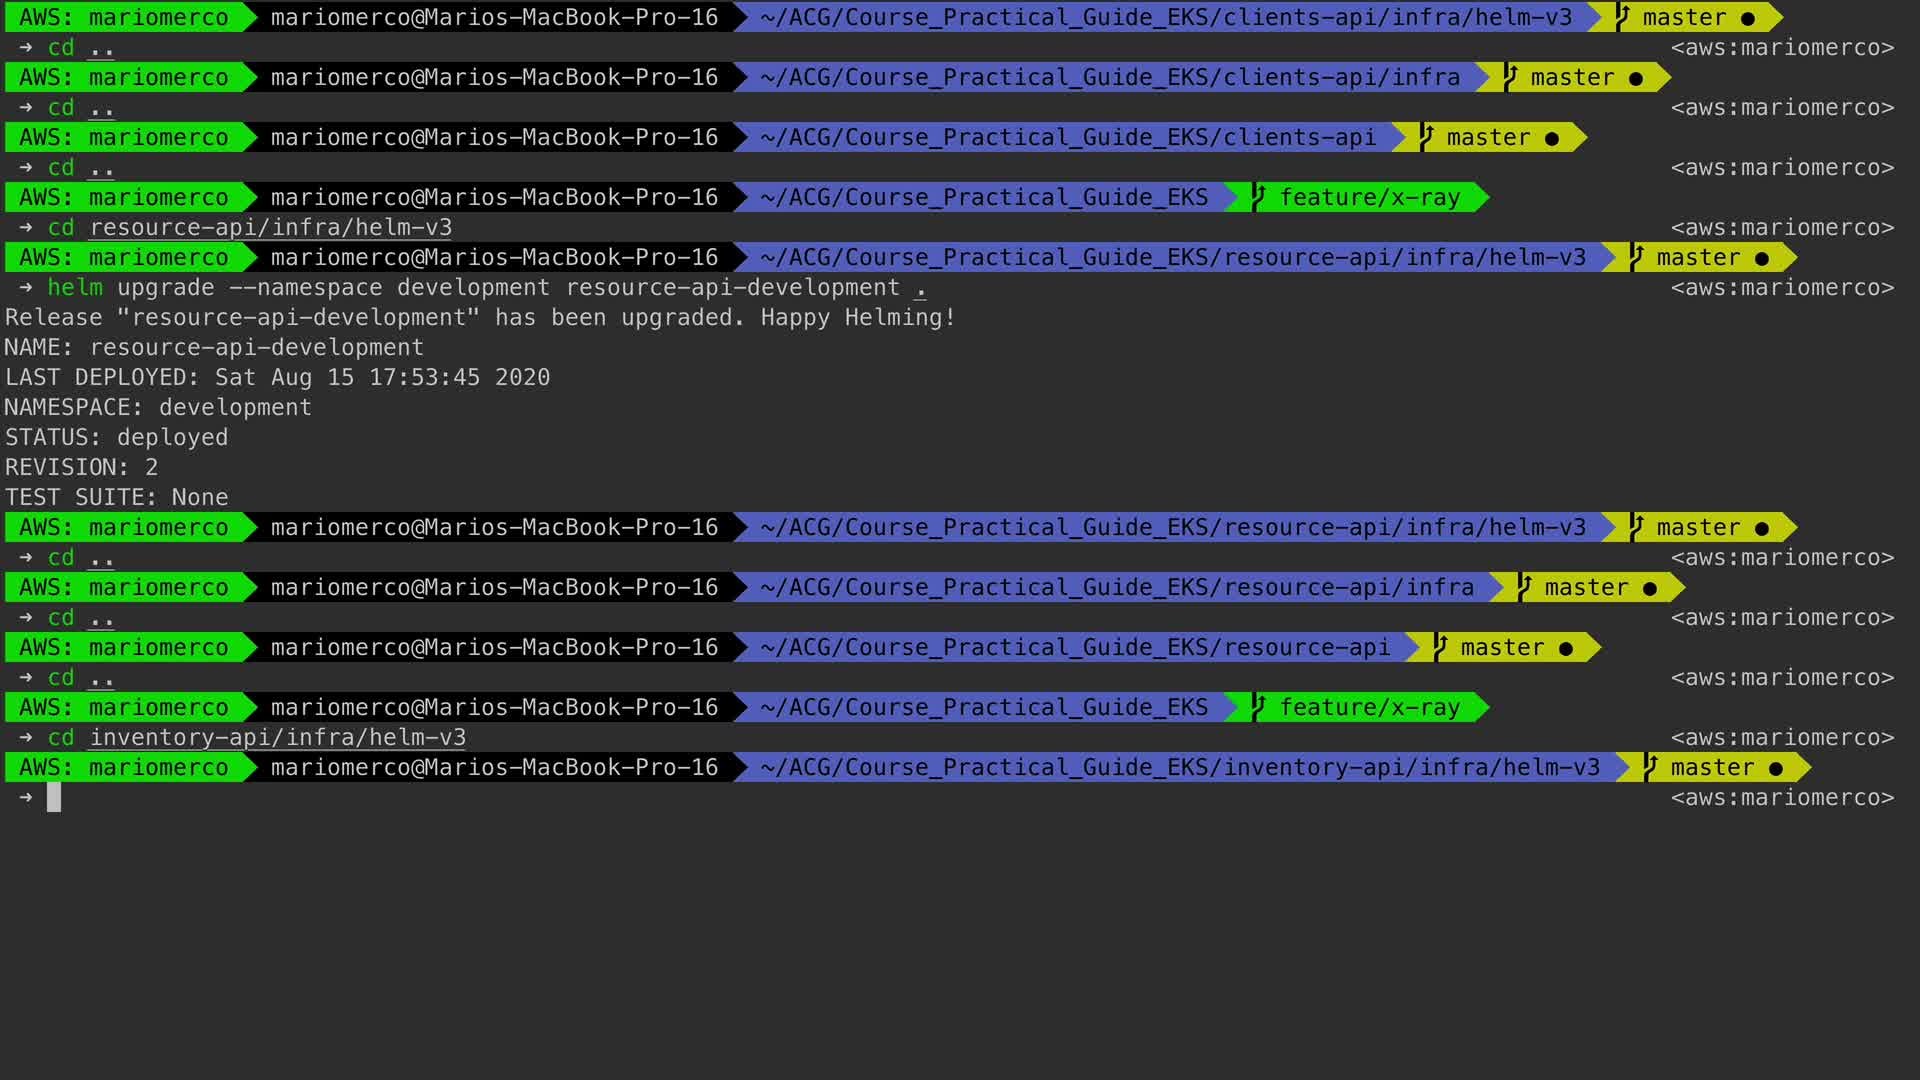 AWS: mariomerco mariomerco@Marios-MacBook-Pro-16 ~/ACG/Course_Practical_Guide_EKS/clients-api/infra/helm-v3 master ●
→ cd .. <aws:mariomerco>
AWS: mariomerco mariomerco@Marios-MacBook-Pro-16 ~/ACG/Course_Practical_Guide_EKS/clients-api/infra master ●
→ cd .. <aws:mariomerco>
AWS: mariomerco mariomerco@Marios-MacBook-Pro-16 ~/ACG/Course_Practical_Guide_EKS/clients-api master ●
→ cd .. <aws:mariomerco>
AWS: mariomerco mariomerco@Marios-MacBook-Pro-16 ~/ACG/Course_Practical_Guide_EKS feature/x-ray
→ cd resource-api/infra/helm-v3 <aws:mariomerco>
AWS: mariomerco mariomerco@Marios-MacBook-Pro-16 ~/ACG/Course_Practical_Guide_EKS/resource-api/infra/helm-v3 master ●
→ helm upgrade --namespace development resource-api-development . <aws:mariomerco>
Release "resource-api-development" has been upgraded. Happy Helming!
NAME: resource-api-development
LAST DEPLOYED: Sat Aug 15 17:53:45 2020
NAMESPACE: development
STATUS: deployed
REVISION: 2
TEST SUITE: None
AWS: mariomerco mariomerco@Marios-MacBook-Pro-16 ~/ACG/Course_Practical_Guide_EKS/resource-api/infra/helm-v3 master ●
→ cd .. <aws:mariomerco>
AWS: mariomerco mariomerco@Marios-MacBook-Pro-16 ~/ACG/Course_Practical_Guide_EKS/resource-api/infra master ●
→ cd .. <aws:mariomerco>
AWS: mariomerco mariomerco@Marios-MacBook-Pro-16 ~/ACG/Course_Practical_Guide_EKS/resource-api master ●
→ cd .. <aws:mariomerco>
AWS: mariomerco mariomerco@Marios-MacBook-Pro-16 ~/ACG/Course_Practical_Guide_EKS feature/x-ray
→ cd inventory-api/infra/helm-v3 <aws:mariomerco>
AWS: mariomerco mariomerco@Marios-MacBook-Pro-16 ~/ACG/Course_Practical_Guide_EKS/inventory-api/infra/helm-v3 master ●
→ <aws:mariomerco>